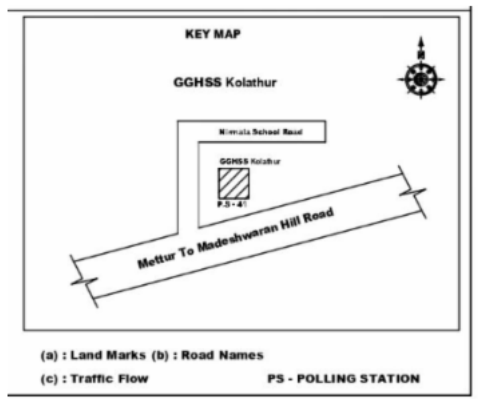 KEY MAP
N
GGHSS Kolathur
Nirmala School Road
GGHSS Kolathur
P.S - 41
Mettur To Madeshwaran Hill Road
(a) : Land Marks (b) : Road Names
(c) : Traffic Flow PS - POLLING STATION